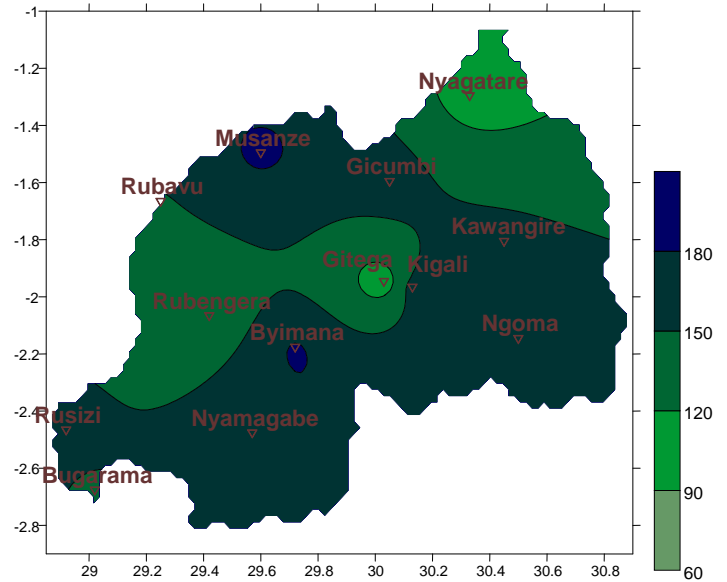 -1
-1.2
-1.4
-1.6
-1.8
-2
-2.2
-2.4
-2.6
-2.8
Nyagatare
Musanze
Gicumbi
Rubavu
Kawangire
Gitega
Kigali
Rubengera
Ngoma
Byimana
Rusizi
Nyamagabe
Bugarama
29 29.2 29.4 29.6 29.8 30 30.2 30.4 30.6 30.8
180
150
120
90
60